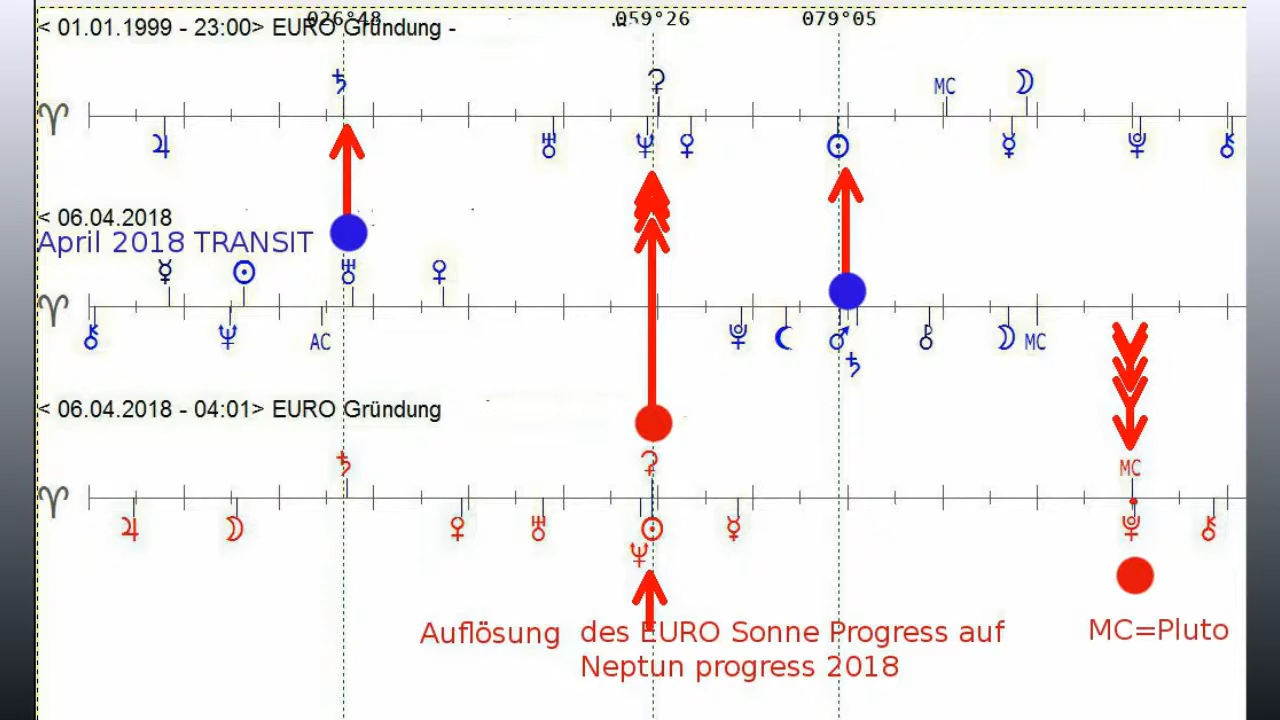 026°48 059°26 079°05
< 01.01.1999 - 23:00> EURO Gründung -
MC
< 06.04.2018
April 2018 TRANSIT
AC MC
< 06.04.2018 - 04:01> EURO Gründung
MC
Auflösung des EURO Sonne Progress auf
Neptun progress 2018
MC=Pluto